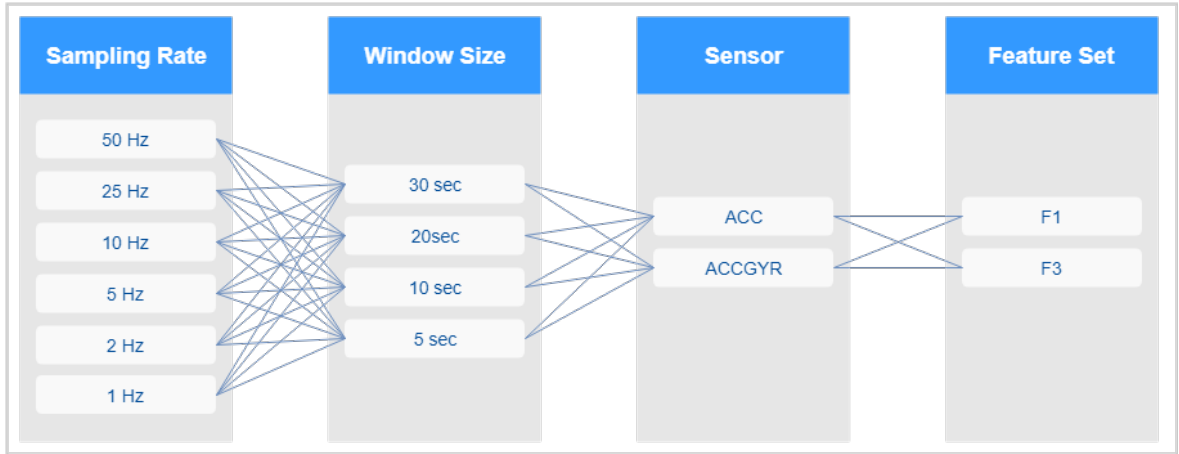 Sampling Rate
50 Hz
25 Hz
10 Hz
5 Hz
2 Hz
1 Hz
Window Size
30 sec
20sec
10 sec
5 sec
Sensor
ACC
ACCGYR
Feature Set
F1
F3